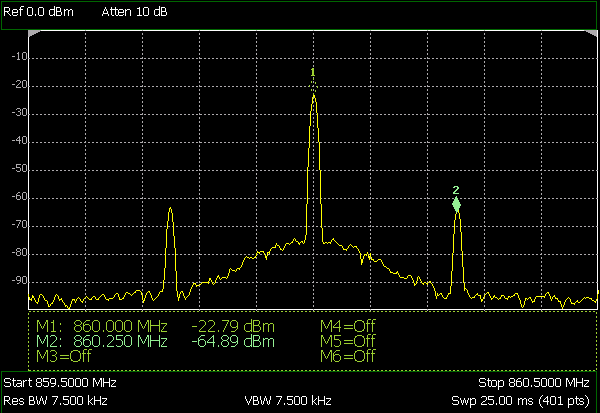 Ref 0.0 dBm Atten 10 dB
-10
1
-20
-30
-40
-50
2
-60
-70
-80
-90
M1: 860.000 MHz -22.79 dBm M4=Off
M2: 860.250 MHz -64.89 dBm M5=Off
M3=Off M6=Off
Start 859.5000 MHz Stop 860.5000 MHz
Res BW 7.500 kHz VBW 7.500 kHz Swp 25.00 ms (401 pts)